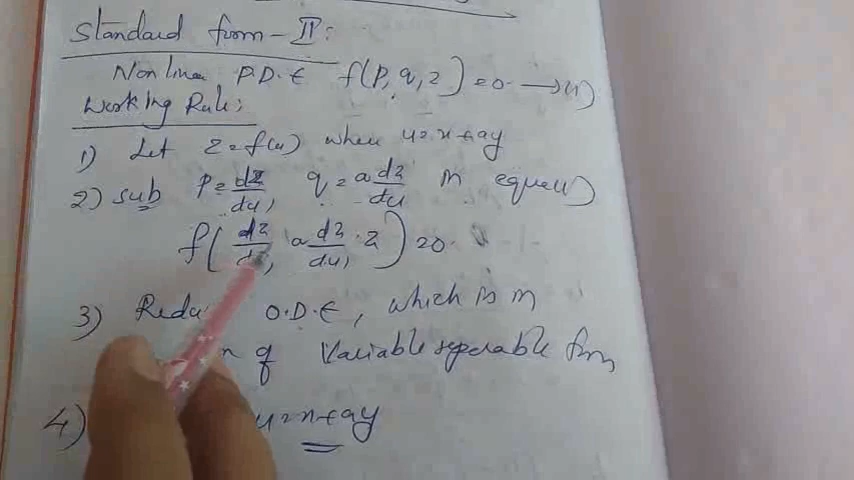 Standard form - II:
Non linear P.D.E f(P, q, z) = 0. → (1)
Working Rule:
1) Let z = f(u) where u = x + ay
2) sub P = dz/du, q = a dz/du in equ (1)
f( dz/du, a dz/du, z ) = 0.
3) O.D.E, which is in
of Variable seperable form
4) u = x + ay